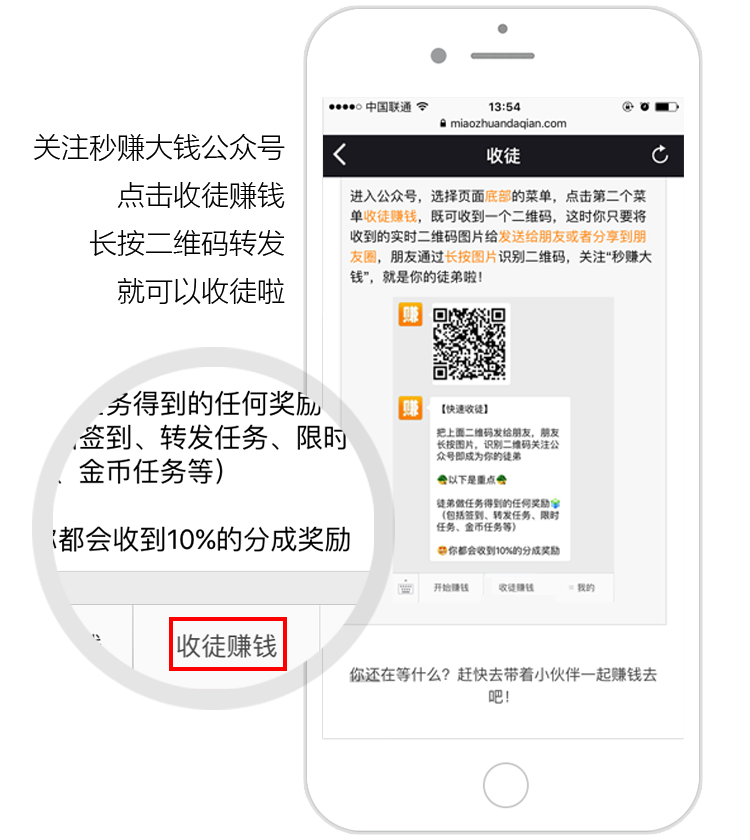 关注秒赚大钱公众号
点击收徒赚钱
长按二维码转发
就可以收徒啦
务得到的任何奖励
签到、转发任务、限时
、金币任务等）
你都会收到10%的分成奖励
收徒赚钱
中国联通 13:54
miaozhuandaqian.com
收徒
进入公众号，选择页面底部的菜单，点击第二个菜
单收徒赚钱，既可收到一个二维码，这时你只要将
收到的实时二维码图片给发送给朋友或者分享到朋
友圈，朋友通过长按图片识别二维码，关注“秒赚大
钱”，就是你的徒弟啦！
赚
赚
【快速收徒】
把上面二维码发给朋友，朋友
长按图片，识别二维码关注公
众号即成为你的徒弟
以下是重点
徒弟做任务得到的任何奖励
（包括签到、转发任务、限时
任务、金币任务等）
你都会收到10%的分成奖励
开始赚钱 收徒赚钱 我的
你还在等什么？赶快去带着小伙伴一起赚钱去
吧！